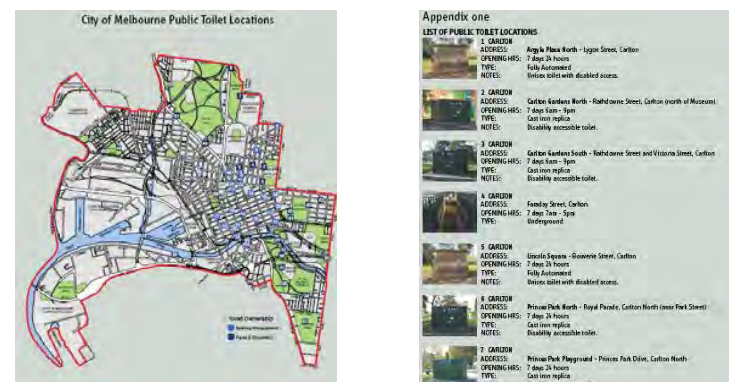 City of Melbourne Public Toilet Locations
Toilet Ownership
Appendix one
LIST OF PUBLIC TOILET LOCATIONS
1 CARLTON
ADDRESS: Argyle Place North - Lygon Street, Carlton
OPENING HRS: 7 days 24 hours
TYPE: Fully Automated
NOTES: Unisex toilet with disabled access.
2 CARLTON
ADDRESS: Carlton Gardens North - Rathdowne Street, Carlton (north of Museum)
OPENING HRS: 7 days 6am - 9pm
TYPE: Cast iron replica
NOTES: Disability accessible toilet.
3 CARLTON
ADDRESS: Carlton Gardens South - Rathdowne Street and Victoria Street, Carlton
OPENING HRS: 7 days 6am - 9pm
TYPE: Cast iron replica
NOTES: Disability accessible toilet.
4 CARLTON
ADDRESS: Faraday Street, Carlton
OPENING HRS: 7 days 7am - 5pm
TYPE: Underground
5 CARLTON
ADDRESS: Lincoln Square - Bouverie Street, Carlton
OPENING HRS: 7 days 24 hours
TYPE: Fully Automated
NOTES: Unisex toilet with disabled access.
6 CARLTON
ADDRESS: Princes Park North - Royal Parade, Carlton North (near Park Street)
OPENING HRS: 7 days 24 hours
TYPE: Cast iron replica
NOTES: Disability accessible toilet.
7 CARLTON
ADDRESS: Princes Park Playground - Princes Park Drive, Carlton North
OPENING HRS: 7 days 24 hours
TYPE: Cast iron replica